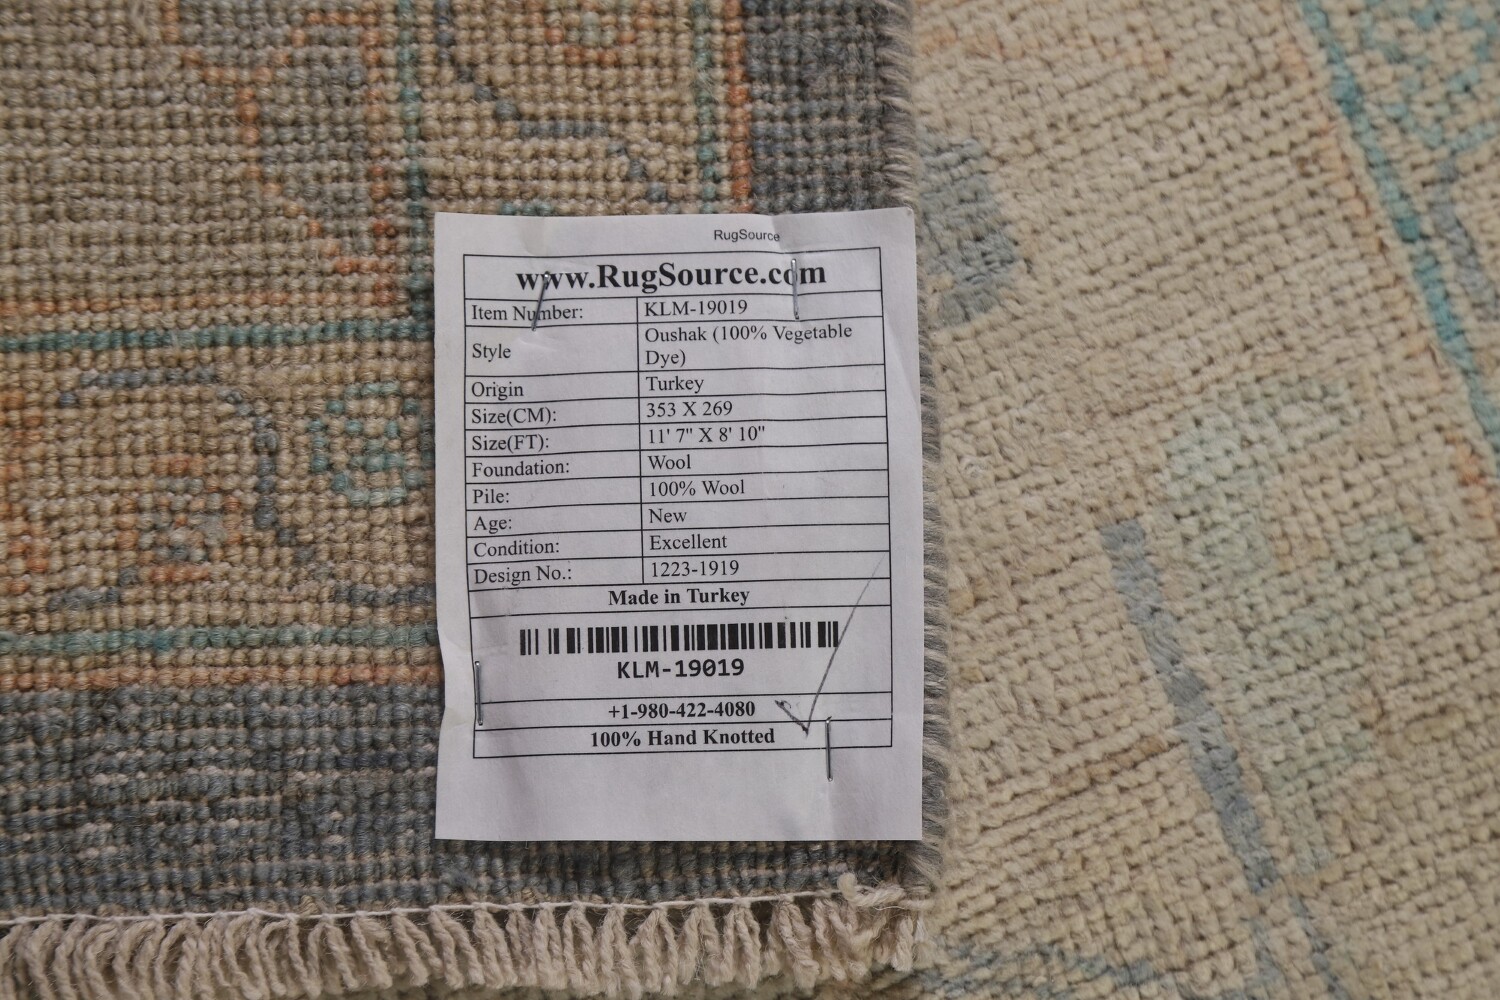 RugSource
www.RugSource.com
Item Number: KLM-19019
Style Oushak (100% Vegetable
Dye)
Origin Turkey
Size(CM): 353 X 269
Size(FT): 11' 7" X 8' 10"
Foundation: Wool
Pile: 100% Wool
Age: New
Condition: Excellent
Design No.: 1223-1919
Made in Turkey
KLM-19019
+1-980-422-4080
100% Hand Knotted